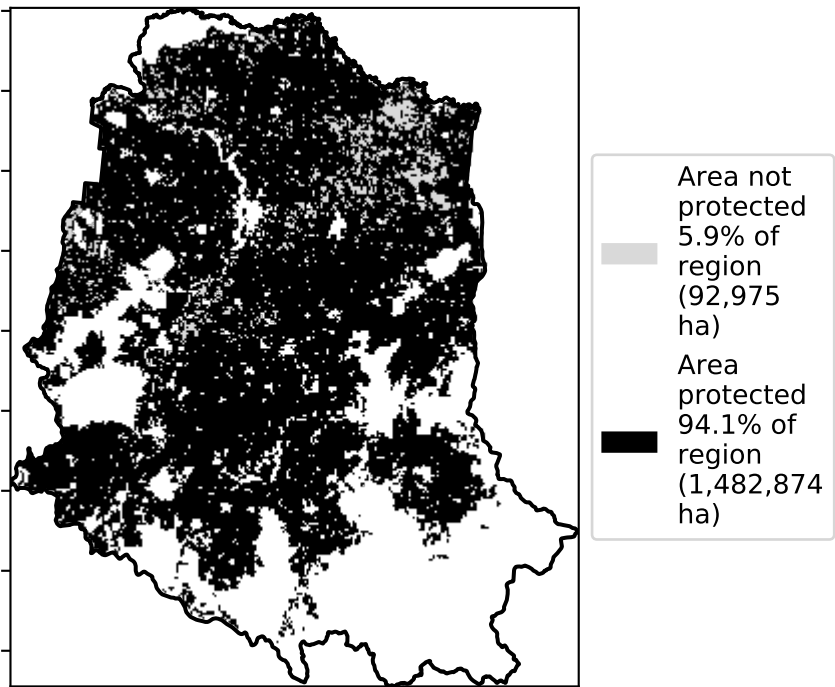 Area not
protected
5.9% of
region
(92,975
ha)
Area
protected
94.1% of
region
(1,482,874
ha)